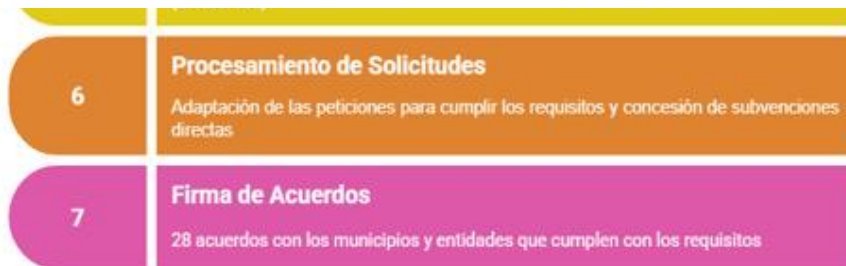 6
Procesamiento de Solicitudes
Adaptación de las peticiones para cumplir los requisitos y concesión de subvenciones
directas
7
Firma de Acuerdos
28 acuerdos con los municipios y entidades que cumplen con los requisitos